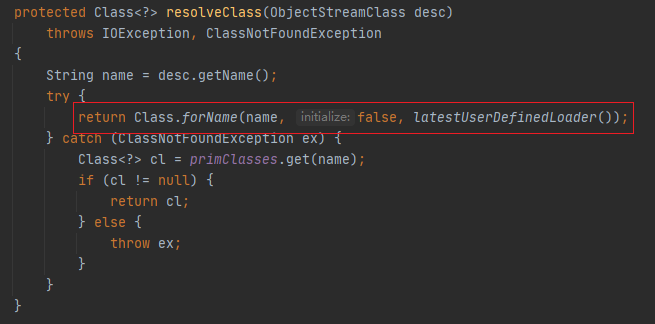 protected Class<?> resolveClass(ObjectStreamClass desc)
    throws IOException, ClassNotFoundException
{
    String name = desc.getName();
    try {
        return Class.forName(name, initialize: false, latestUserDefinedLoader());
    } catch (ClassNotFoundException ex) {
        Class<?> cl = primClasses.get(name);
        if (cl != null) {
            return cl;
        } else {
            throw ex;
        }
    }
}